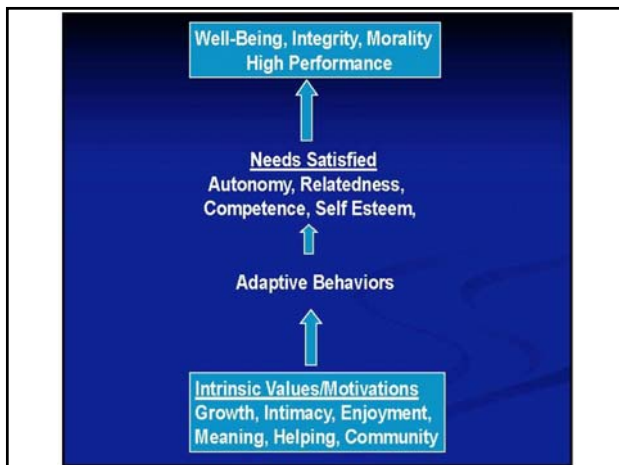 Well-Being, Integrity, Morality
High Performance
Needs Satisfied
Autonomy, Relatedness,
Competence, Self Esteem,
Adaptive Behaviors
Intrinsic Values/Motivations
Growth, Intimacy, Enjoyment,
Meaning, Helping, Community